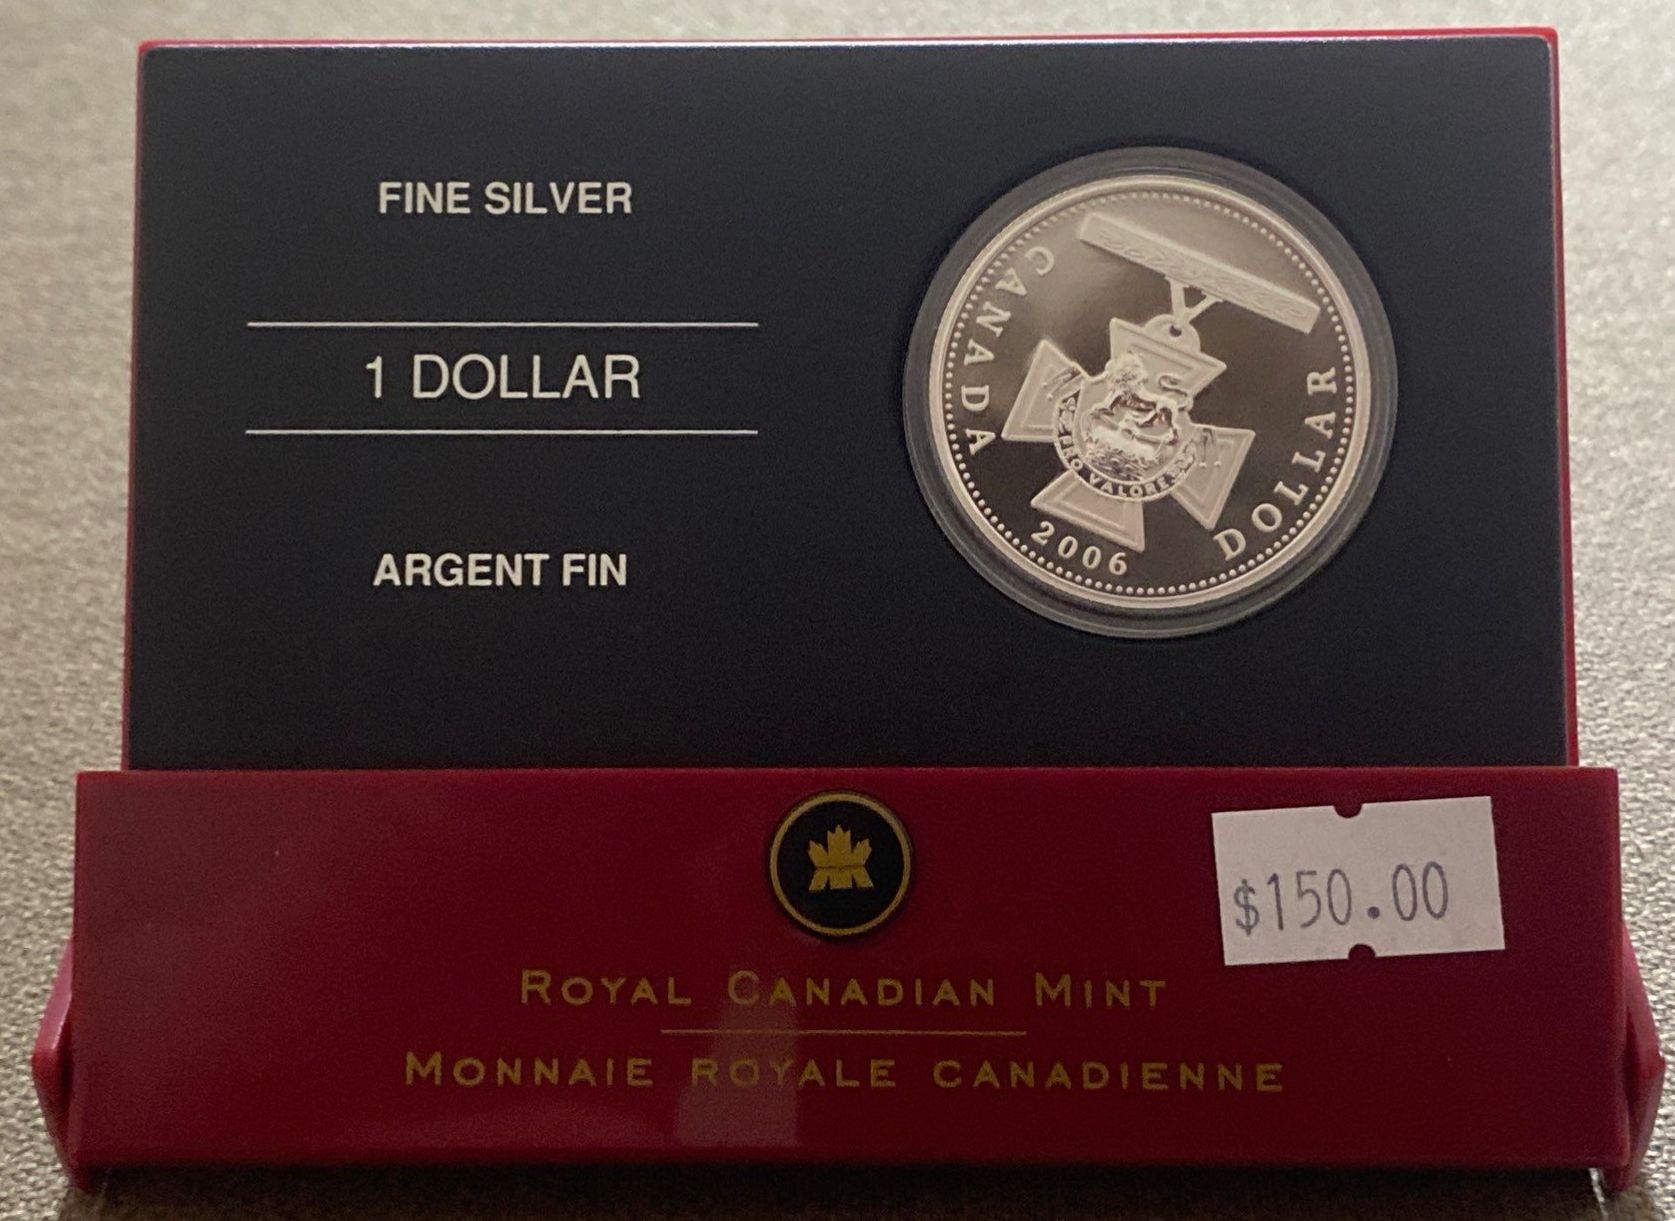 FINE SILVER
1 DOLLAR
ARGENT FIN
CANADA
DOLLAR
2006
PRO VALORE
$150.00
ROYAL CANADIAN MINT
MONNAIE ROYALE CANADIENNE